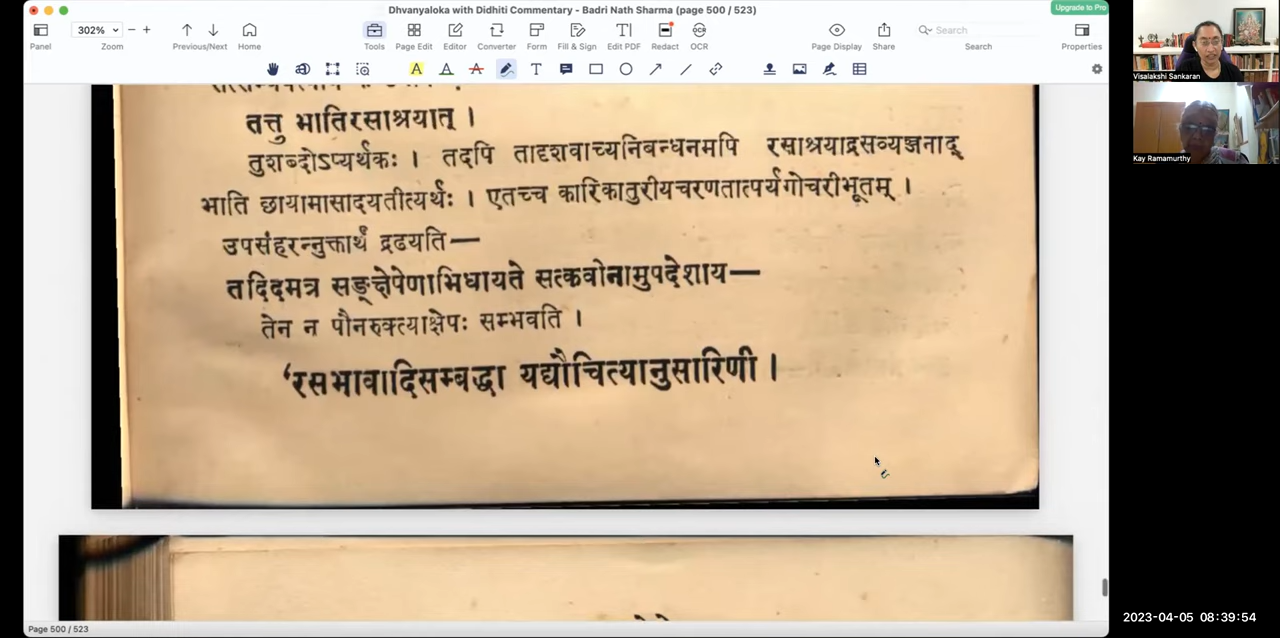 Dhvanyaloka with Didhiti Commentary - Badri Nath Sharma (page 500 / 523)
Upgrade to Pro
302%
Panel Zoom Previous/Next Home Tools Page Edit Editor Converter Form Fill & Sign Edit PDF Redact OCR Page Display Share Search Properties
Search
तत्तु भातिरसाश्रयात् ।
तुशब्दोऽप्यर्थकः । तदपि तादृशवाच्यनिबन्धनमपि रसाश्रयाद्रसव्यञ्जनाद्
भाति छायामासादयतीत्यर्थः । एतच्च कारिकातुरीयचरणतात्पर्यगोचरीभूतम् ।
उपसंहरन्नुक्तार्थं द्रढयति—
तदिदमत्र सङ्क्षेपेणाभिधायते सत्कवोनामुपदेशाय—
तेन न पौनरुक्त्याक्षेपः सम्भवति ।
‘रसभावादिसम्बद्धा यद्यौचित्यानुसारिणी ।
Page 500 / 523
Visalakshi Sankaran
Kay Ramamurthy
2023-04-05 08:39:54